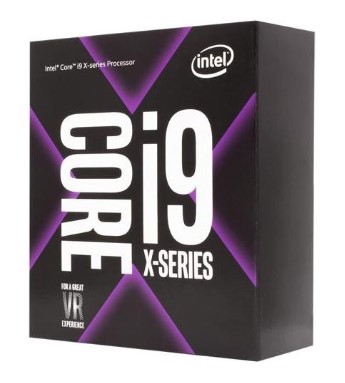 Intel® Core™ i9 X-series Processor
intel®
CORE i9
X-SERIES
FOR A GREAT
VR
EXPERIENCE